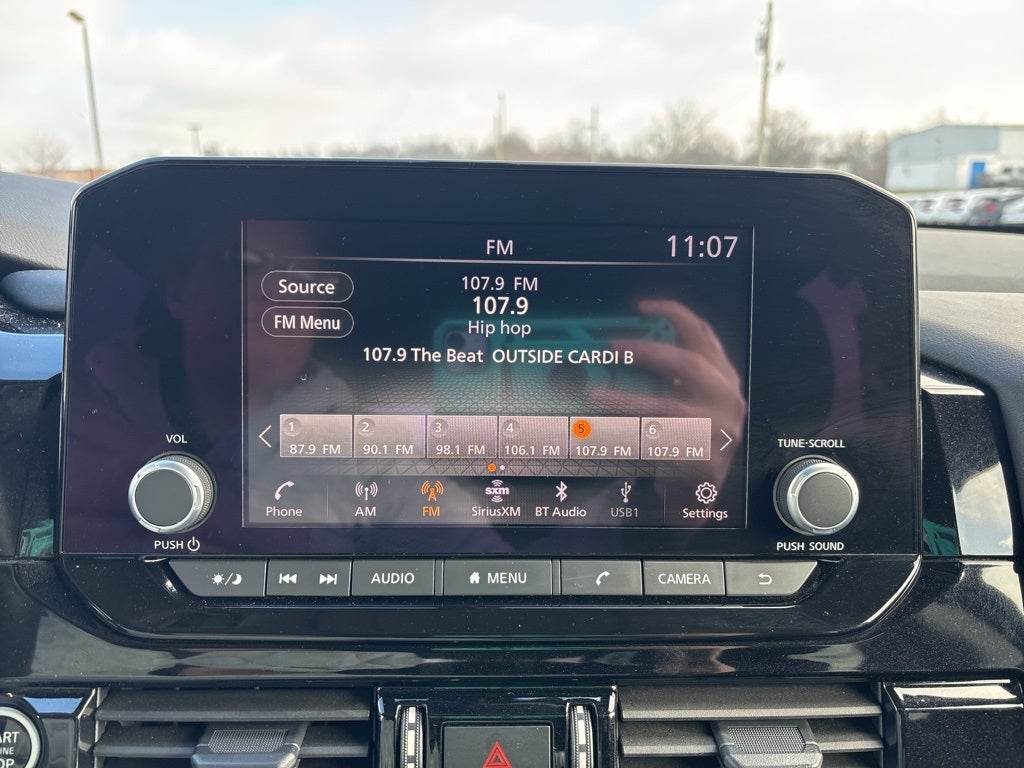 FM 11:07
Source
FM Menu
107.9 FM
107.9
Hip hop
107.9 The Beat OUTSIDE CARDI B
1 2 3 4 5 6
87.9 FM 90.1 FM 98.1 FM 106.1 FM 107.9 FM 107.9 FM
sxm
Phone AM FM SiriusXM BT Audio USB1 Settings
VOL
PUSH
TUNE·SCROLL
PUSH SOUND
AUDIO MENU CAMERA